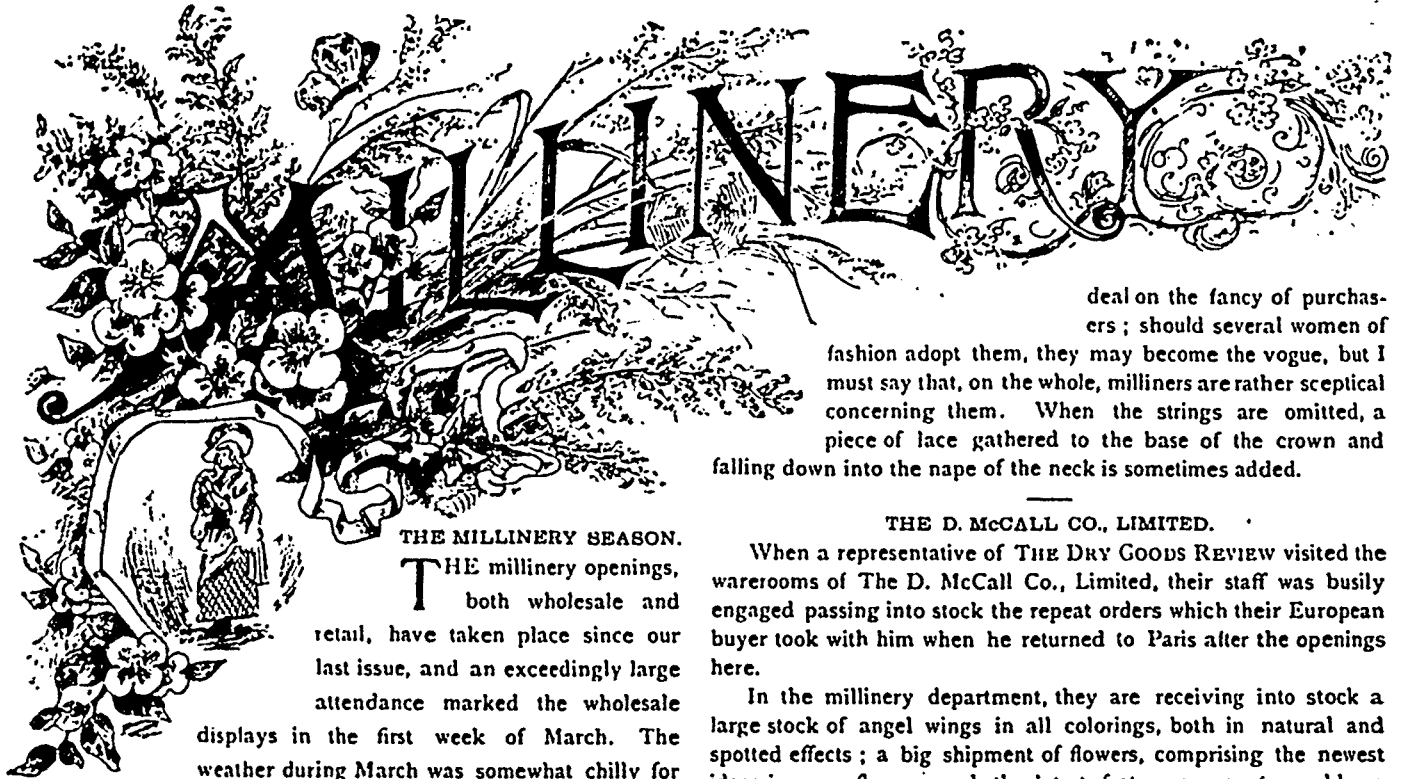 MILLINERY
THE MILLINERY SEASON.
THE millinery openings,
both wholesale and
retail, have taken place since our
last issue, and an exceedingly large
attendance marked the wholesale
displays in the first week of March. The
weather during March was somewhat chilly for
deal on the fancy of purchas-
ers ; should several women of
fashion adopt them, they may become the vogue, but I
must say that, on the whole, milliners are rather sceptical
concerning them. When the strings are omitted, a
piece of lace gathered to the base of the crown and
falling down into the nape of the neck is sometimes added.
THE D. McCALL CO., LIMITED.
When a representative of THE DRY GOODS REVIEW visited the
warerooms of The D. McCall Co., Limited, their staff was busily
engaged passing into stock the repeat orders which their European
buyer took with him when he returned to Paris after the openings
here.
In the millinery department, they are receiving into stock a
large stock of angel wings in all colorings, both in natural and
spotted effects ; a big shipment of flowers, comprising the newest